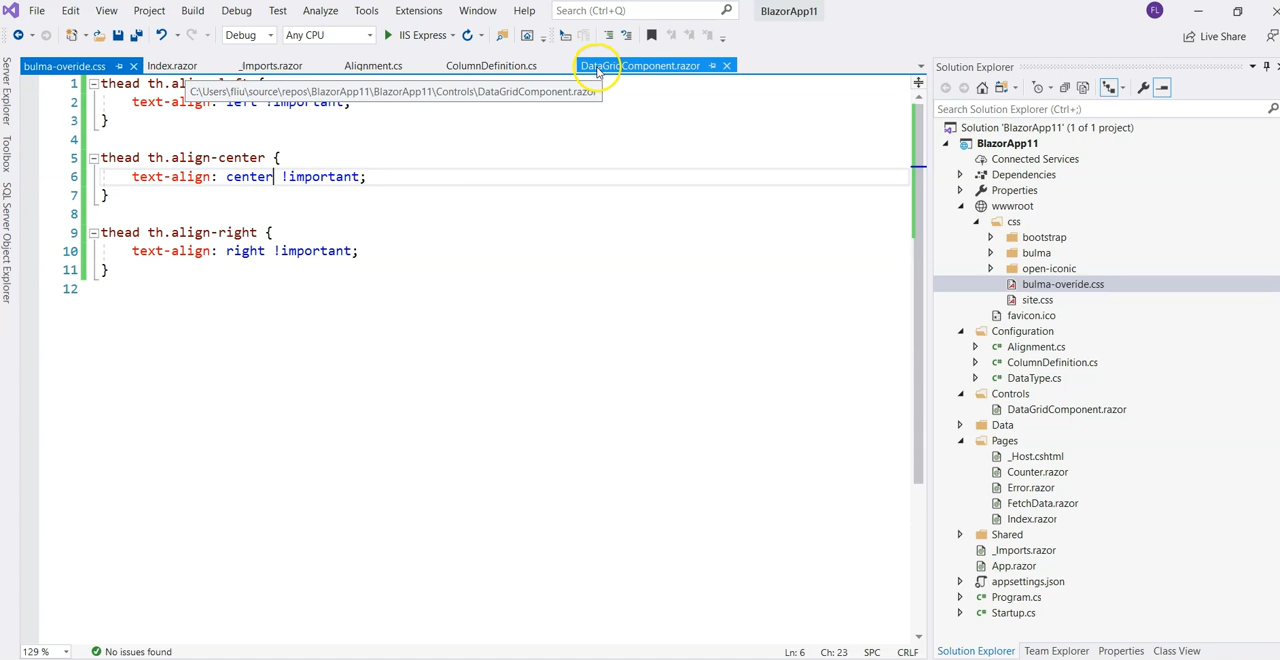 File Edit View Project Build Debug Test Analyze Tools Extensions Window Help Search (Ctrl+Q) BlazorApp11 FL
Debug Any CPU IIS Express Live Share
bulma-overide.css Index.razor _Imports.razor Alignment.cs ColumnDefinition.cs DataGridComponent.razor
C:\Users\fliu\source\repos\BlazorApp11\BlazorApp11\Controls\DataGridComponent.razor
1 thead th.align-left {
2 text-align: left !important;
3 }
4
5 thead th.align-center {
6 text-align: center !important;
7 }
8
9 thead th.align-right {
10 text-align: right !important;
11 }
12
129 % No issues found Ln: 6 Ch: 23 SPC CRLF
Server Explorer
Toolbox
SQL Server Object Explorer
Solution Explorer
Search Solution Explorer (Ctrl+;)
Solution 'BlazorApp11' (1 of 1 project)
BlazorApp11
Connected Services
Dependencies
Properties
wwwroot
css
bootstrap
bulma
open-iconic
bulma-overide.css
site.css
favicon.ico
Configuration
C# Alignment.cs
C# ColumnDefinition.cs
C# DataType.cs
Controls
DataGridComponent.razor
Data
Pages
_Host.cshtml
Counter.razor
Error.razor
FetchData.razor
Index.razor
Shared
_Imports.razor
App.razor
appsettings.json
C# Program.cs
C# Startup.cs
Solution Explorer Team Explorer Properties Class View